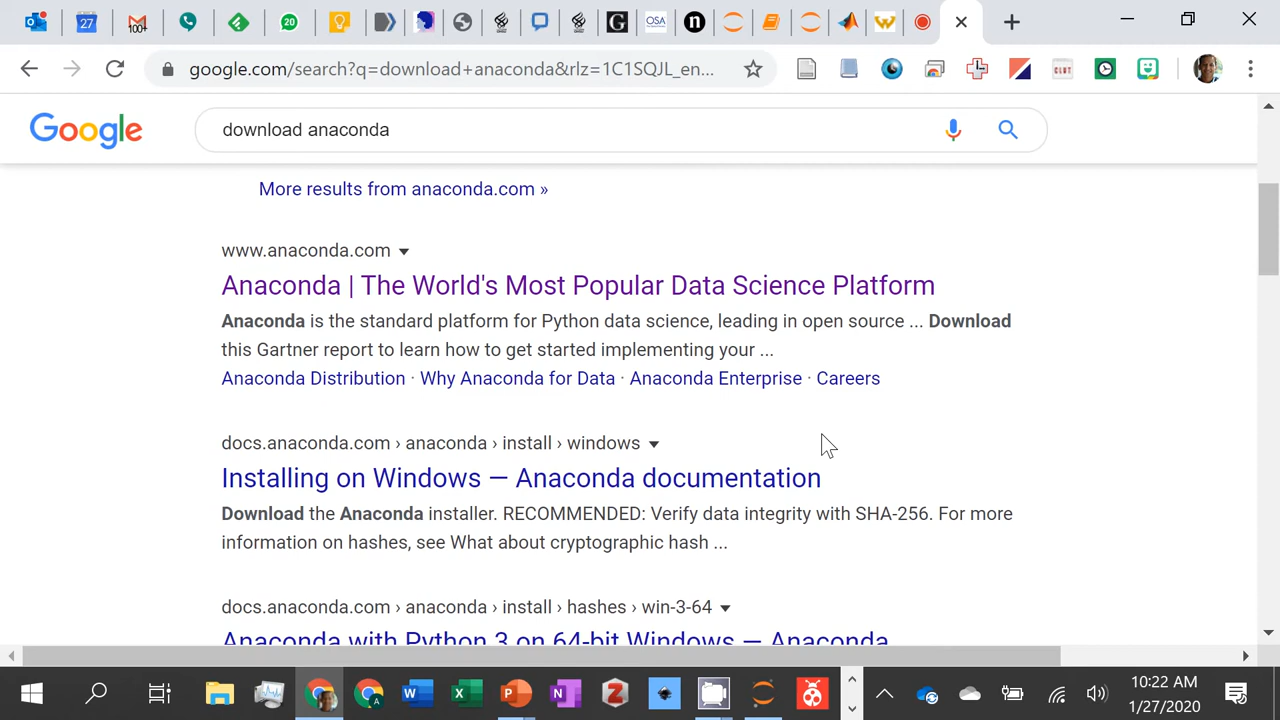 27
100+
20
G
OSA
n
google.com/search?q=download+anaconda&rlz=1C1SQJL_en...
CLUT
Google
download anaconda
More results from anaconda.com »
www.anaconda.com
Anaconda | The World's Most Popular Data Science Platform
Anaconda is the standard platform for Python data science, leading in open source ... Download
this Gartner report to learn how to get started implementing your ...
Anaconda Distribution · Why Anaconda for Data · Anaconda Enterprise · Careers
docs.anaconda.com › anaconda › install › windows
Installing on Windows — Anaconda documentation
Download the Anaconda installer. RECOMMENDED: Verify data integrity with SHA-256. For more
information on hashes, see What about cryptographic hash ...
docs.anaconda.com › anaconda › install › hashes › win-3-64
Anaconda with Python 3 on 64-bit Windows — Anaconda
10:22 AM
1/27/2020